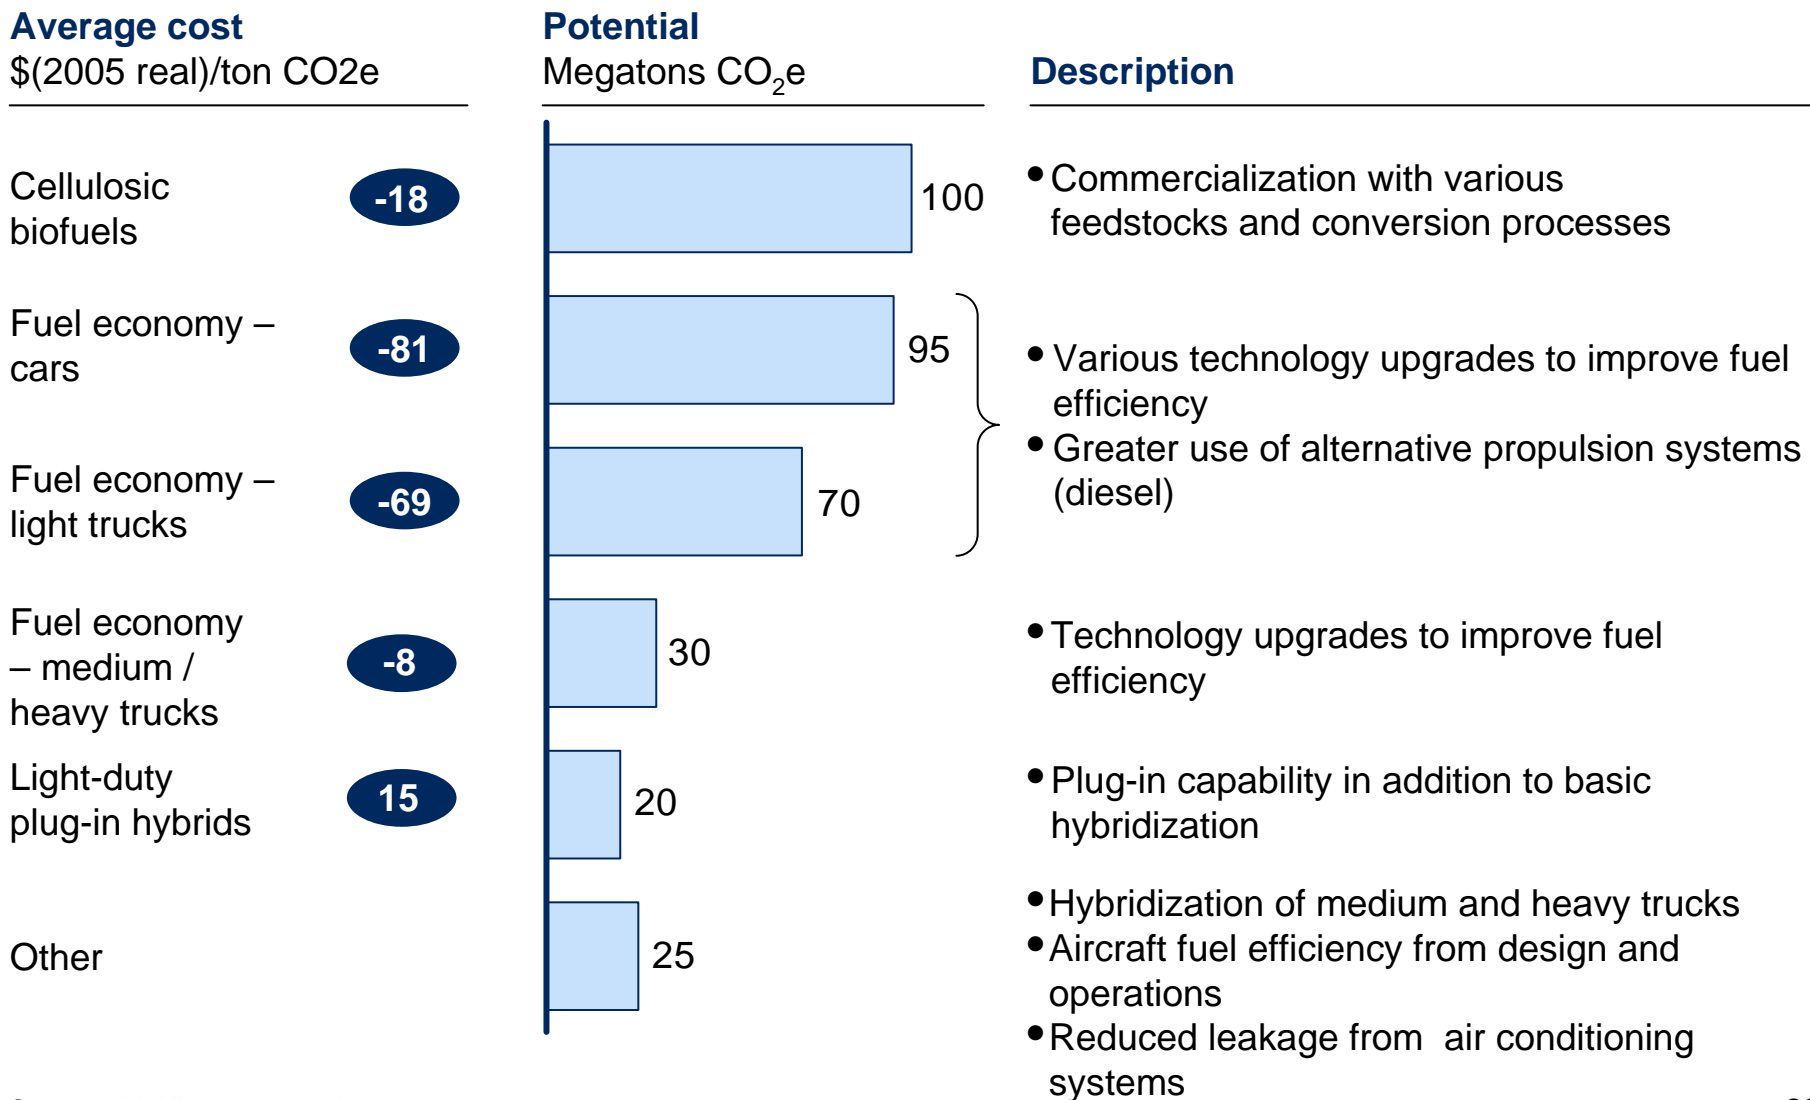 Average cost
$(2005 real)/ton CO2e
Potential
Megatons CO₂e
Description
Cellulosic
biofuels
-18
100
•Commercialization with various
feedstocks and conversion processes
Fuel economy –
cars
-81
95
• Various technology upgrades to improve fuel
efficiency
• Greater use of alternative propulsion systems
(diesel)
Fuel economy –
light trucks
-69
70
Fuel economy
– medium /
heavy trucks
-8
30
•Technology upgrades to improve fuel
efficiency
Light-duty
plug-in hybrids
15
20
•Plug-in capability in addition to basic
hybridization
Other
25
•Hybridization of medium and heavy trucks
•Aircraft fuel efficiency from design and
operations
•Reduced leakage from air conditioning
systems